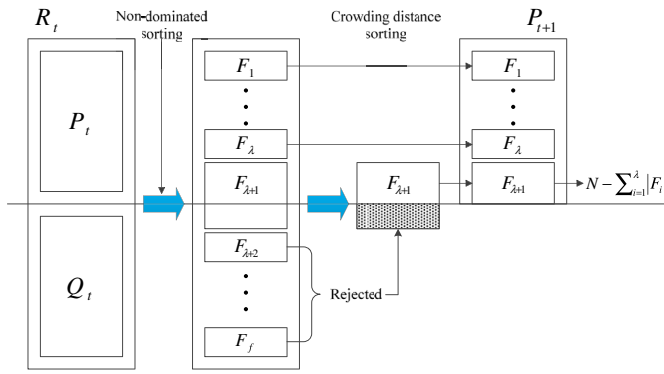 R_t
Non-dominated
sorting
Crowding distance
sorting
P_{t+1}
P_t
Q_t
F_1
F_λ
F_{λ+1}
F_{λ+2}
F_f
F_{λ+1}
Rejected
F_1
F_λ
F_{λ+1}
N − ∑_{i=1}^{λ} |F_i